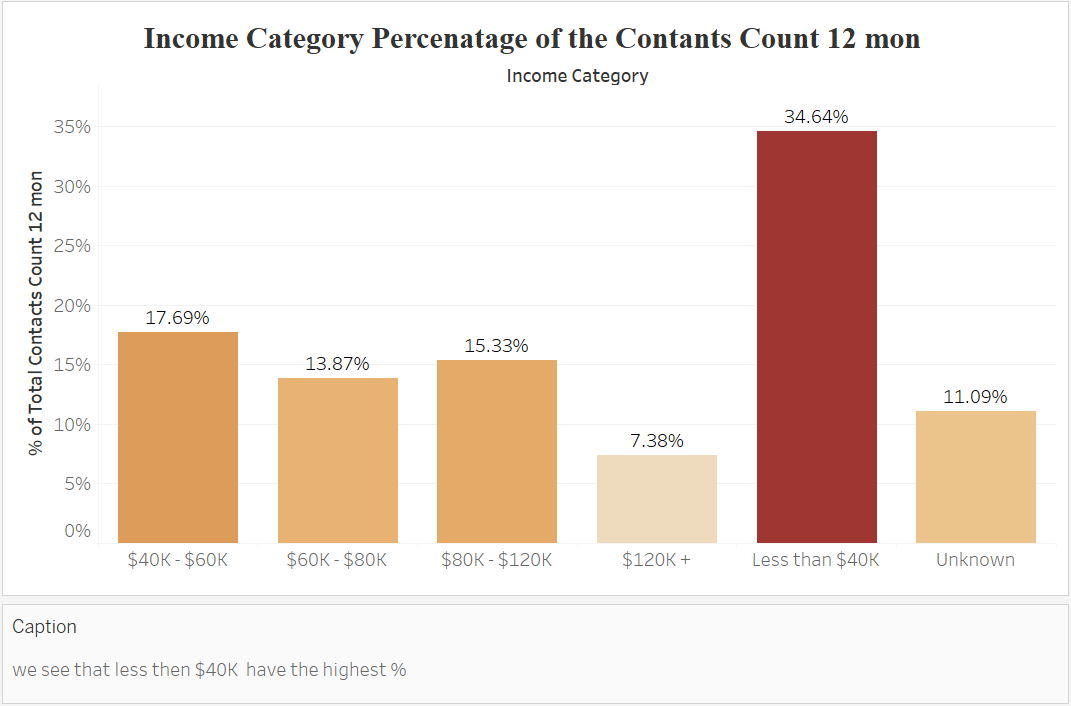 Income Category Percenatage of the Contants Count 12 mon
Income Category
% of Total Contacts Count 12 mon
35%
30%
25%
20%
15%
10%
5%
0%
17.69%
13.87%
15.33%
7.38%
34.64%
11.09%
$40K - $60K
$60K - $80K
$80K - $120K
$120K +
Less than $40K
Unknown
Caption
we see that less then $40K have the highest %